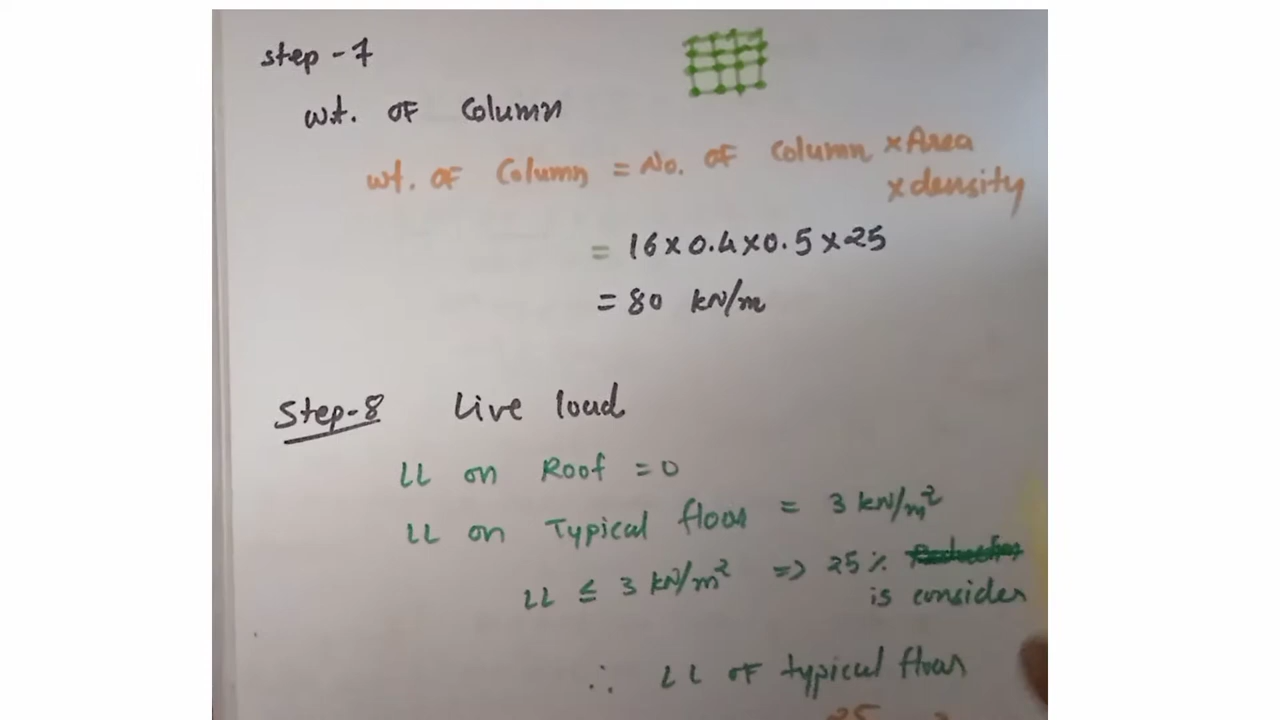 step - 7
wt. OF Column
wt. OF Column = No. OF Column × Area
× density
= 16 × 0.4 × 0.5 × 25
= 80 kN/m
Step-8 Live load
LL on Roof = 0
LL on Typical floor = 3 kN/m²
LL ≤ 3 kN/m² => 25 %
is consider
∴ LL OF typical floor
25